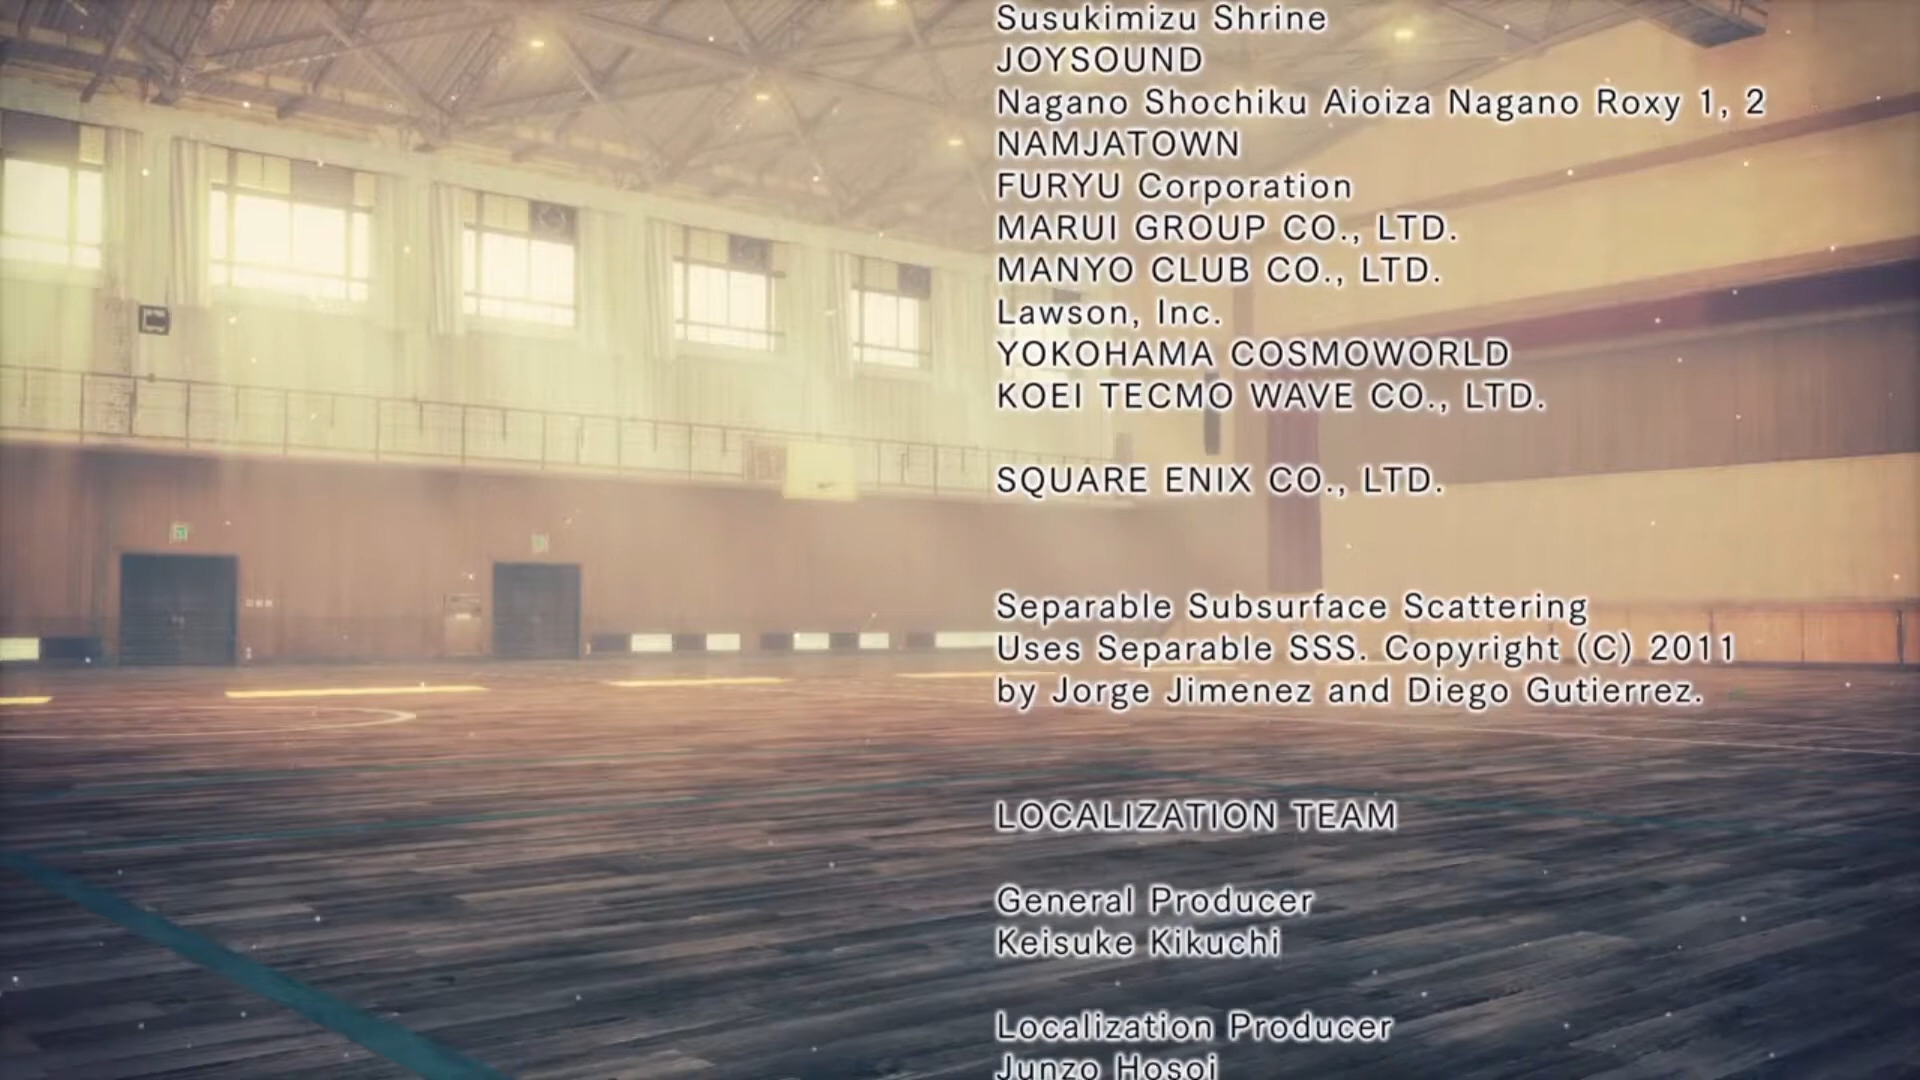 Susukimizu Shrine
JOYSOUND
Nagano Shochiku Aioiza Nagano Roxy 1, 2
NAMJATOWN
FURYU Corporation
MARUI GROUP CO., LTD.
MANYO CLUB CO., LTD.
Lawson, Inc.
YOKOHAMA COSMOWORLD
KOEI TECMO WAVE CO., LTD.
SQUARE ENIX CO., LTD.
Separable Subsurface Scattering
Uses Separable SSS. Copyright (C) 2011
by Jorge Jimenez and Diego Gutierrez.
LOCALIZATION TEAM
General Producer
Keisuke Kikuchi
Localization Producer
Junzo Hosoi